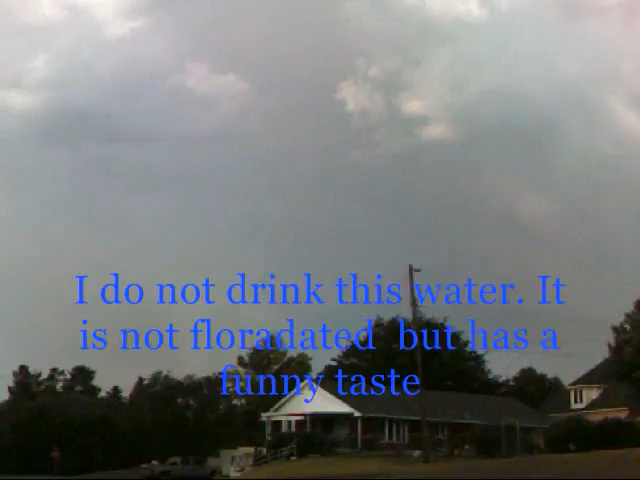 I do not drink this water. It
is not floradated but has a
funny taste